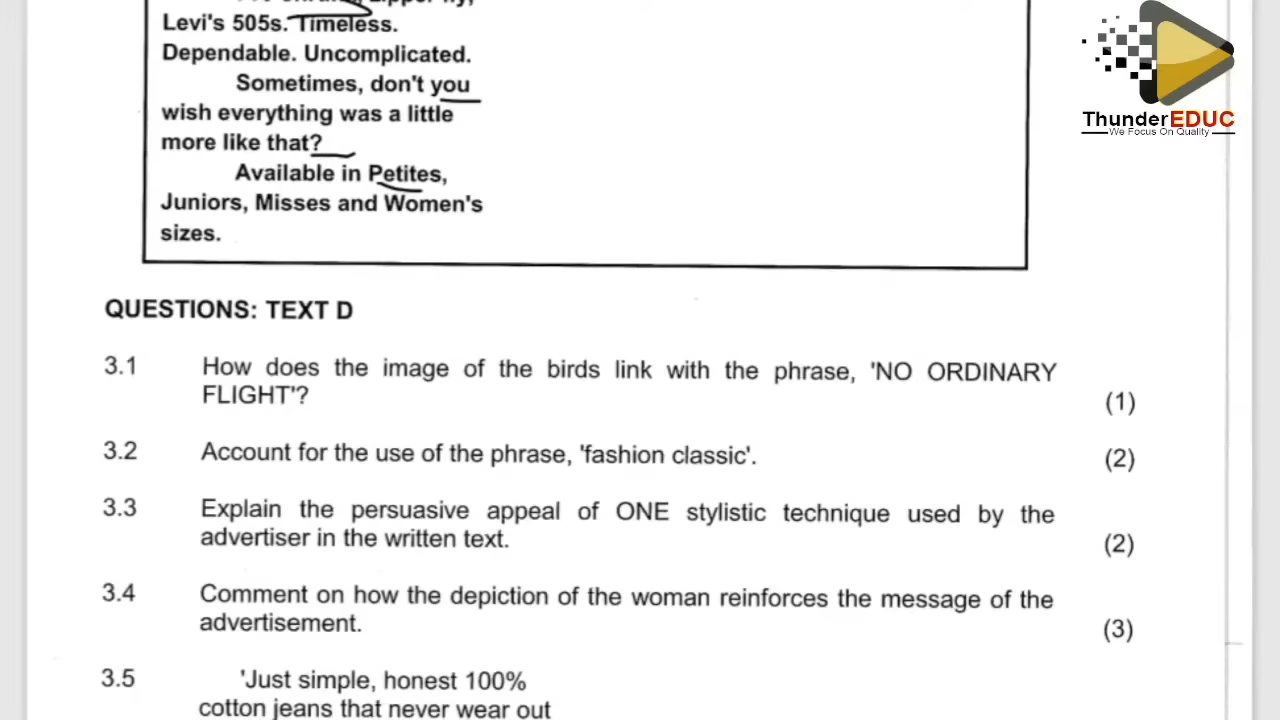 Levi's 505s. Timeless.
Dependable. Uncomplicated.
Sometimes, don't you
wish everything was a little
more like that?
Available in Petites,
Juniors, Misses and Women's
sizes.
ThunderEDUC
We Focus On Quality
QUESTIONS: TEXT D
3.1 How does the image of the birds link with the phrase, 'NO ORDINARY
FLIGHT'? (1)
3.2 Account for the use of the phrase, 'fashion classic'. (2)
3.3 Explain the persuasive appeal of ONE stylistic technique used by the
advertiser in the written text. (2)
3.4 Comment on how the depiction of the woman reinforces the message of the
advertisement. (3)
3.5 'Just simple, honest 100%
cotton jeans that never wear out